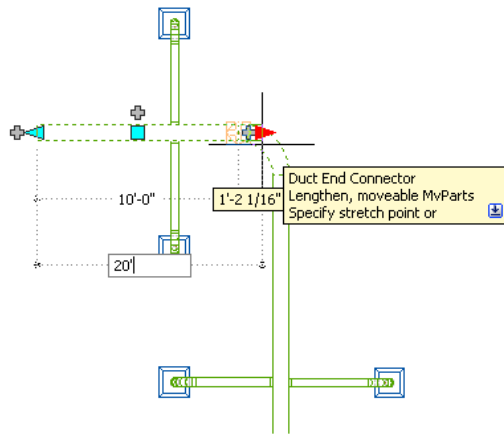 Duct End Connector
10'-0"
1'-2 1/16"
Lengthen, moveable MvParts
Specify stretch point or
20'